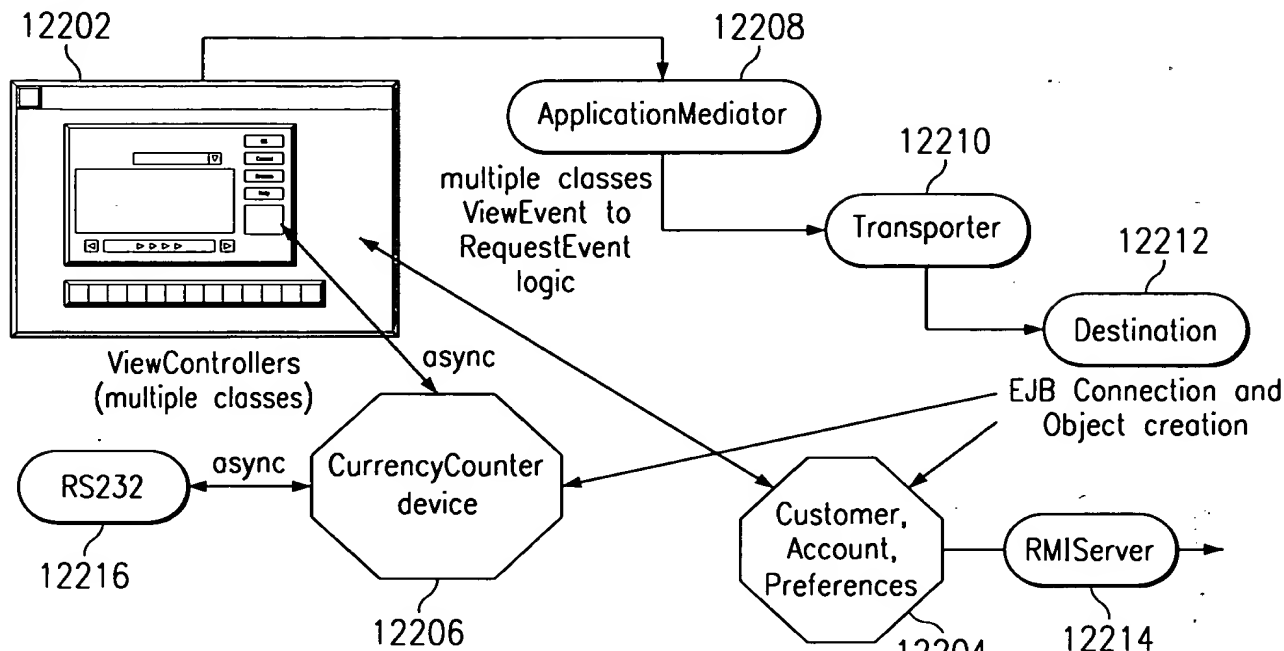 12202
12208
ApplicationMediator
12210
multiple classes
ViewEvent to
RequestEvent
logic
Transporter
12212
Destination
ViewControllers
(multiple classes)
async
EJB Connection and
Object creation
RS232
async
CurrencyCounter
device
Customer,
Account,
Preferences
RMIServer
12216
12206
12204
12214